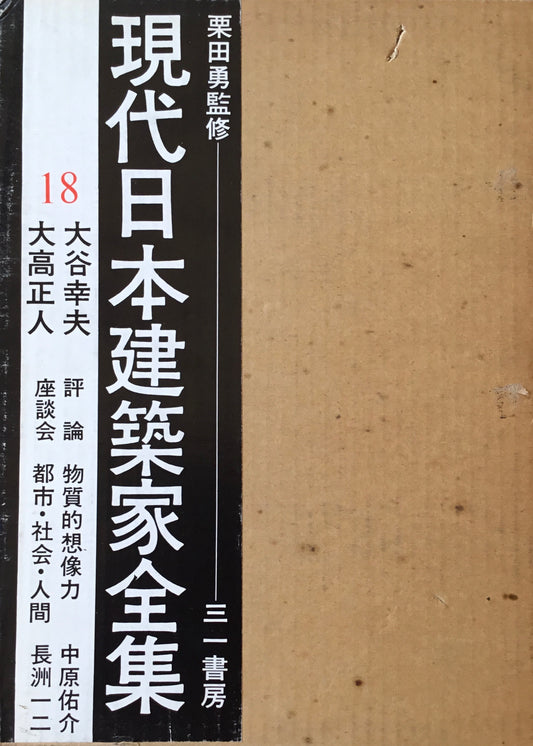 栗田勇監修
三一書房
現代日本建築家全集
18
大谷幸夫
大高正人
評論 物質的想像力 中原佑介
座談会 都市・社会・人間 長洲一二